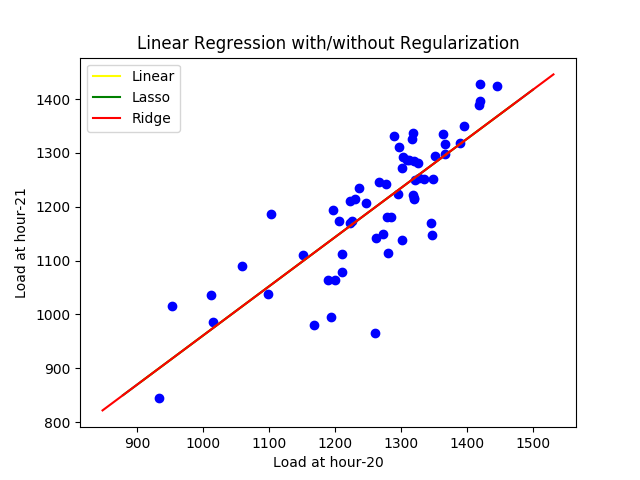 Linear Regression with/without Regularization
Linear
Lasso
Ridge
1400
1300
1200
1100
1000
900
800
Load at hour-21
900 1000 1100 1200 1300 1400 1500
Load at hour-20